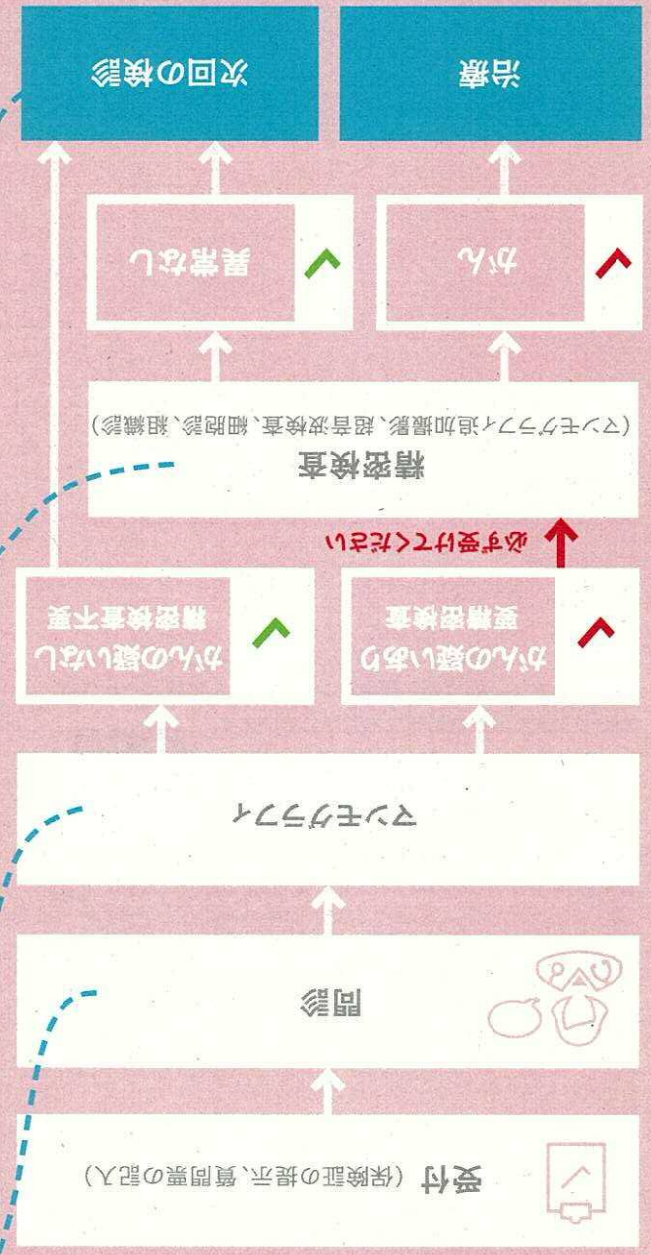 受付（保険証の提示、質問票の記入）
問診
マンモグラフィ
がんの疑いあり
要精密検査
がんの疑いなし
精密検査不要
必ず受けてください
精密検査
（マンモグラフィ追加撮影、超音波検査、細胞診、組織診）
がん
異常なし
治療
次回の検診